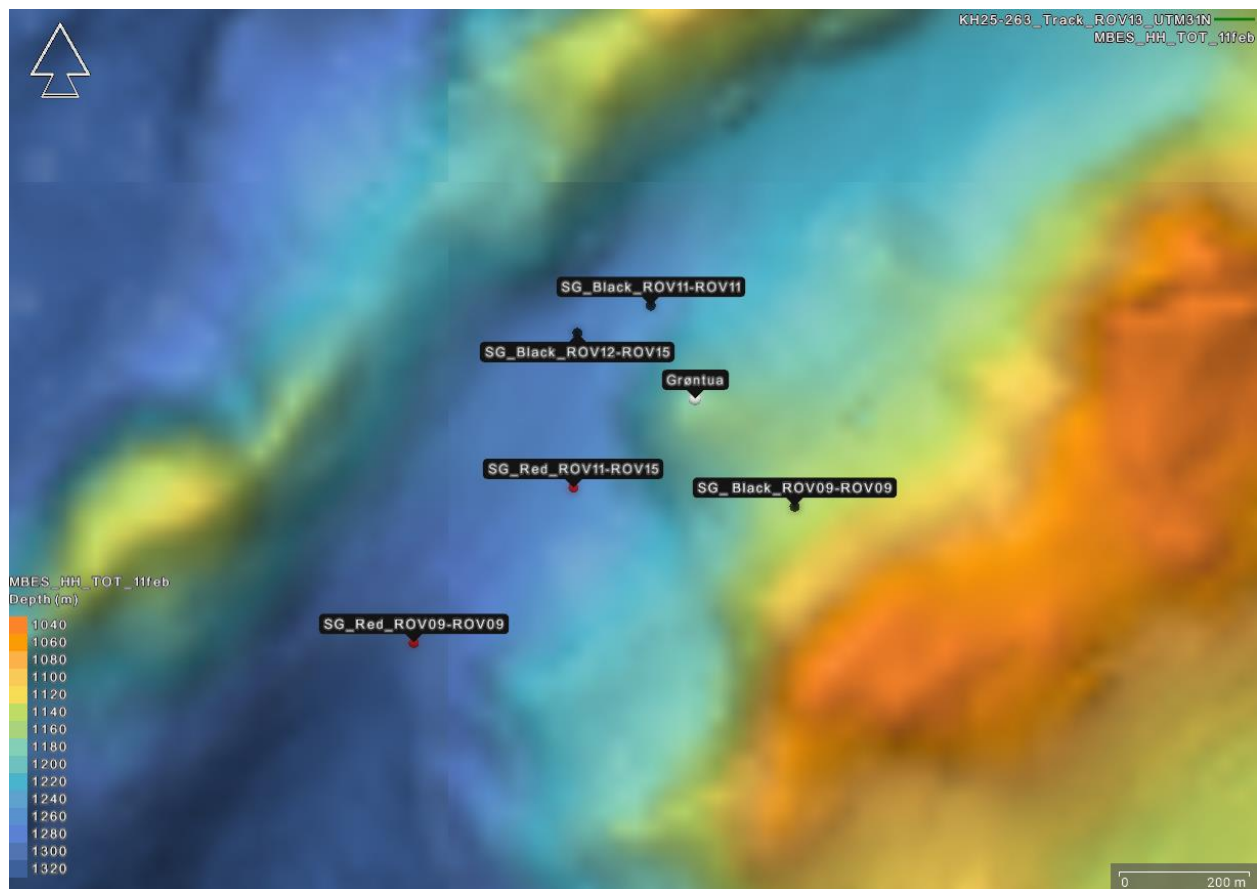 KH25-263_Track_ROV13_UTM31N
MBES_HH_TOT_11feb
SG_Black_ROV11-ROV11
SG_Black_ROV12-ROV15
Grøntua
SG_Red_ROV11-ROV15
SG_Black_ROV09-ROV09
SG_Red_ROV09-ROV09
MBES_HH_TOT_11feb
Depth (m)
1040
1060
1080
1100
1120
1140
1160
1180
1200
1220
1240
1260
1280
1300
1320
0 200 m